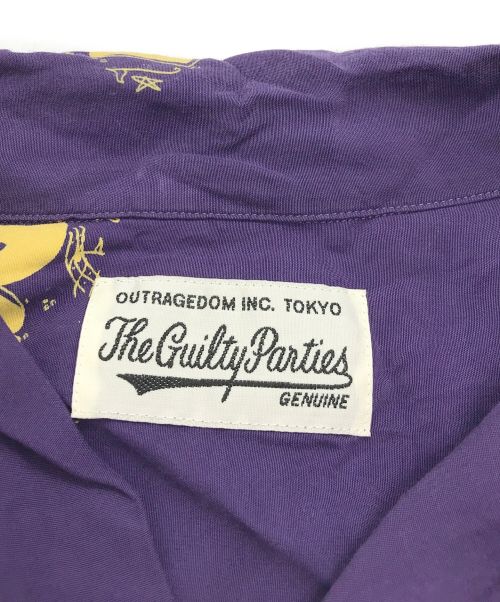 OUTRAGEDOM INC. TOKYO
The Guilty Parties
GENUINE